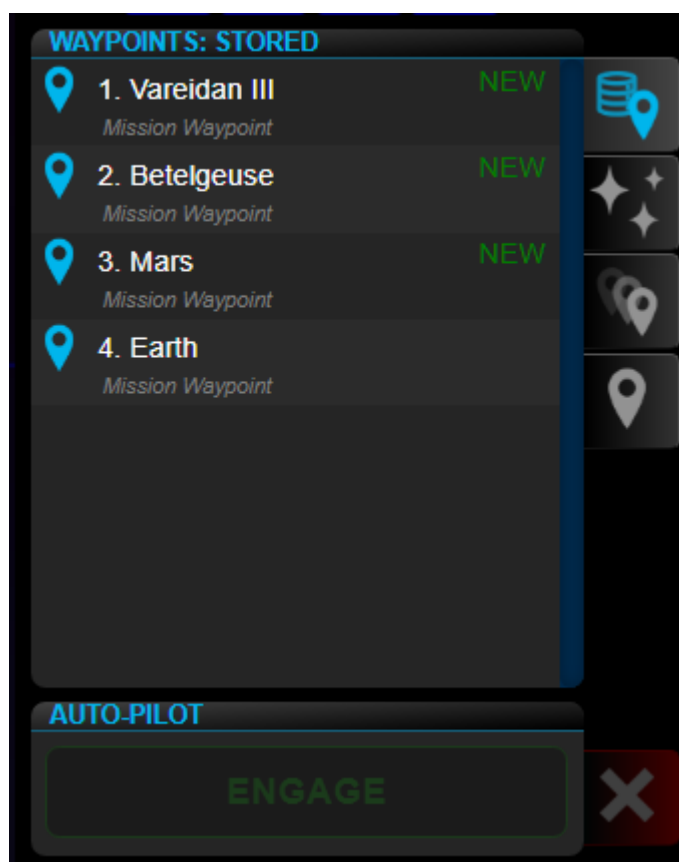 WAYPOINTS: STORED
1. Vareidan III NEW
Mission Waypoint
2. Betelgeuse NEW
Mission Waypoint
3. Mars NEW
Mission Waypoint
4. Earth
Mission Waypoint
AUTO-PILOT
ENGAGE